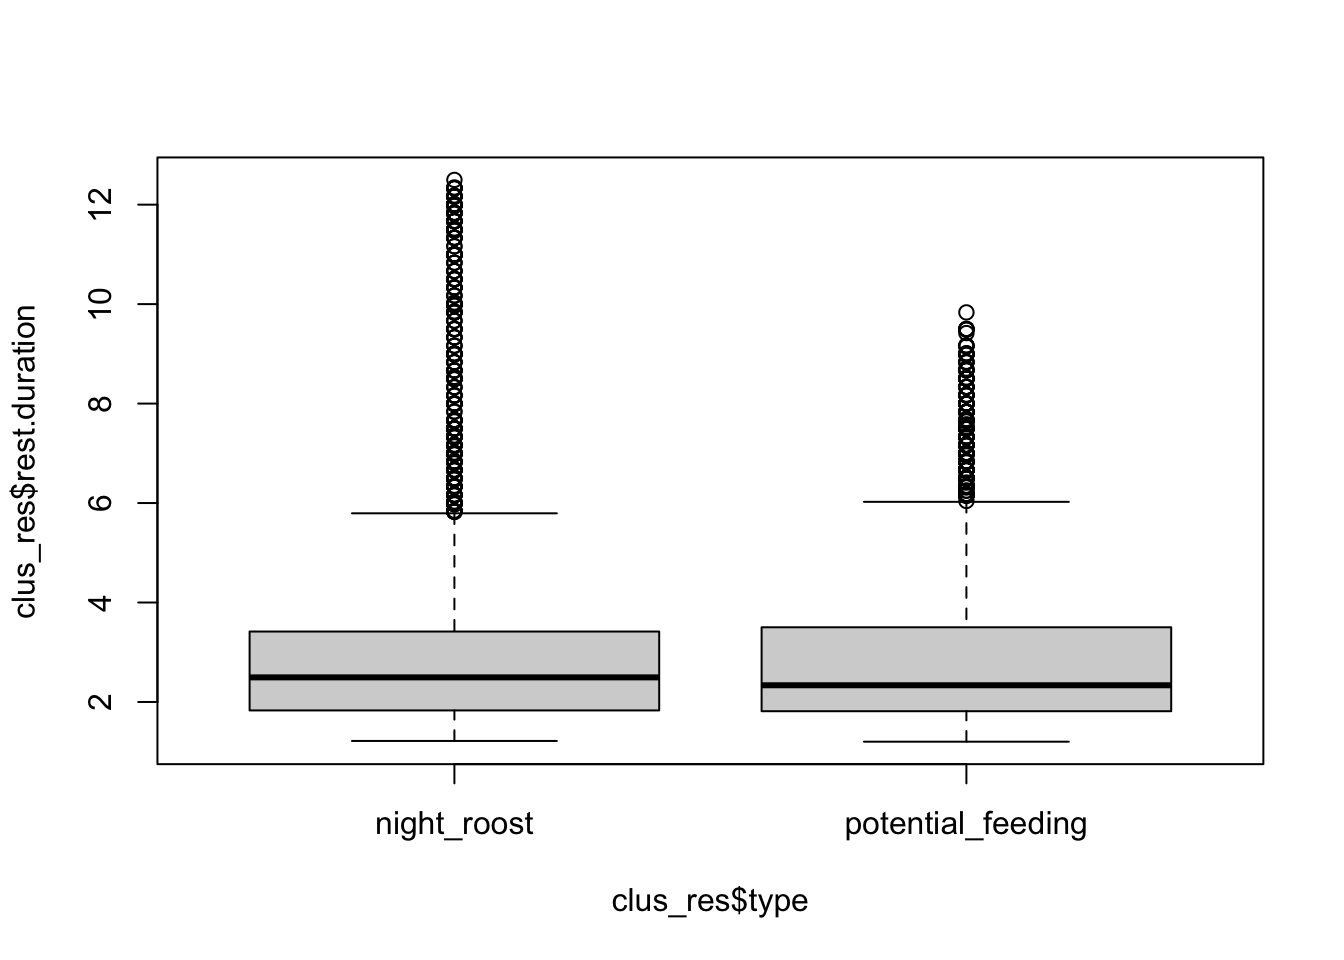 clus_res$rest.duration
12
10
8
6
4
2
night_roost potential_feeding
clus_res$type